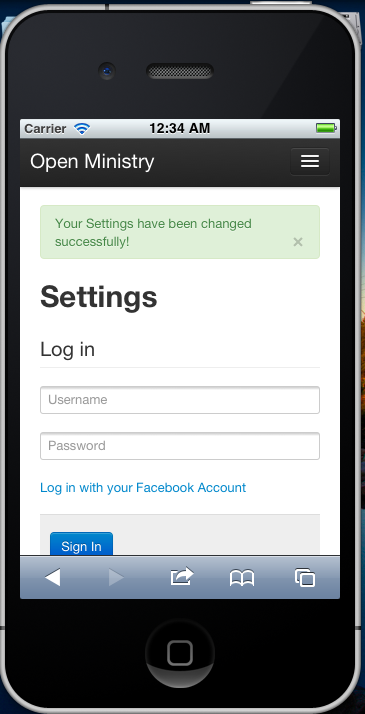 Carrier 12:34 AM
Open Ministry
Your Settings have been changed
successfully! ×
Settings
Log in
Username
Password
Log in with your Facebook Account
Sign In